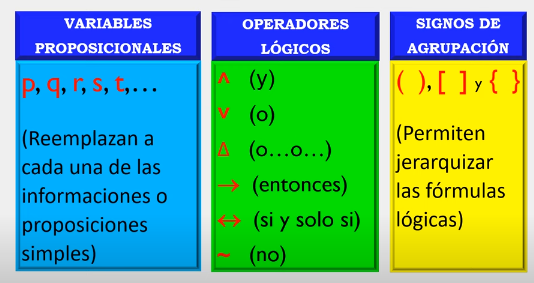 VARIABLES
PROPOSICIONALES
p, q, r, s, t,...
(Reemplazan a
cada una de las
informaciones o
proposiciones
simples)
OPERADORES
LÓGICOS
∧ (y)
∨ (o)
Δ (o...o...)
→ (entonces)
↔ (si y solo si)
~ (no)
SIGNOS DE
AGRUPACIÓN
( ), [ ] y { }
(Permiten
jerarquizar
las fórmulas
lógicas)